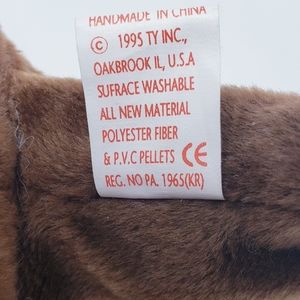 HANDMADE IN CHINA
© 1995 TY INC.,
OAKBROOK IL, U.S.A
SUFRACE WASHABLE
ALL NEW MATERIAL
POLYESTER FIBER
& P.V.C PELLETS CE
REG. NO PA. 1965(KR)